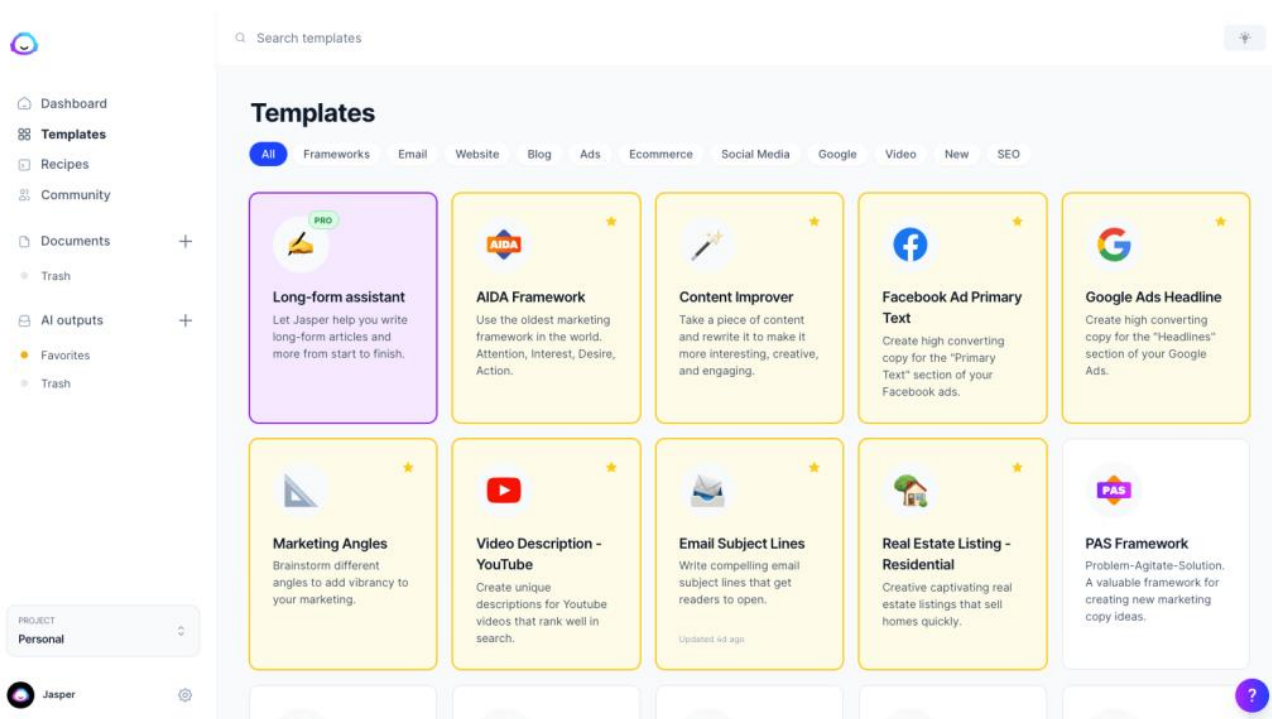 Search templates
Dashboard
Templates
Recipes
Community
Documents
Trash
AI outputs
Favorites
Trash
PROJECT
Personal
Jasper
Templates
All Frameworks Email Website Blog Ads Ecommerce Social Media Google Video New SEO
PRO
Long-form assistant
Let Jasper help you write
long-form articles and
more from start to finish.
AIDA
AIDA Framework
Use the oldest marketing
framework in the world.
Attention, Interest, Desire,
Action.
Content Improver
Take a piece of content
and rewrite it to make it
more interesting, creative,
and engaging.
Facebook Ad Primary
Text
Create high converting
copy for the "Primary
Text" section of your
Facebook ads.
Google Ads Headline
Create high converting
copy for the "Headlines"
section of your Google
Ads.
Marketing Angles
Brainstorm different
angles to add vibrancy to
your marketing.
Video Description -
YouTube
Create unique
descriptions for Youtube
videos that rank well in
search.
Email Subject Lines
Write compelling email
subject lines that get
readers to open.
Updated 4d ago
Real Estate Listing -
Residential
Creative captivating real
estate listings that sell
homes quickly.
PAS
PAS Framework
Problem-Agitate-Solution.
A valuable framework for
creating new marketing
copy ideas.
?